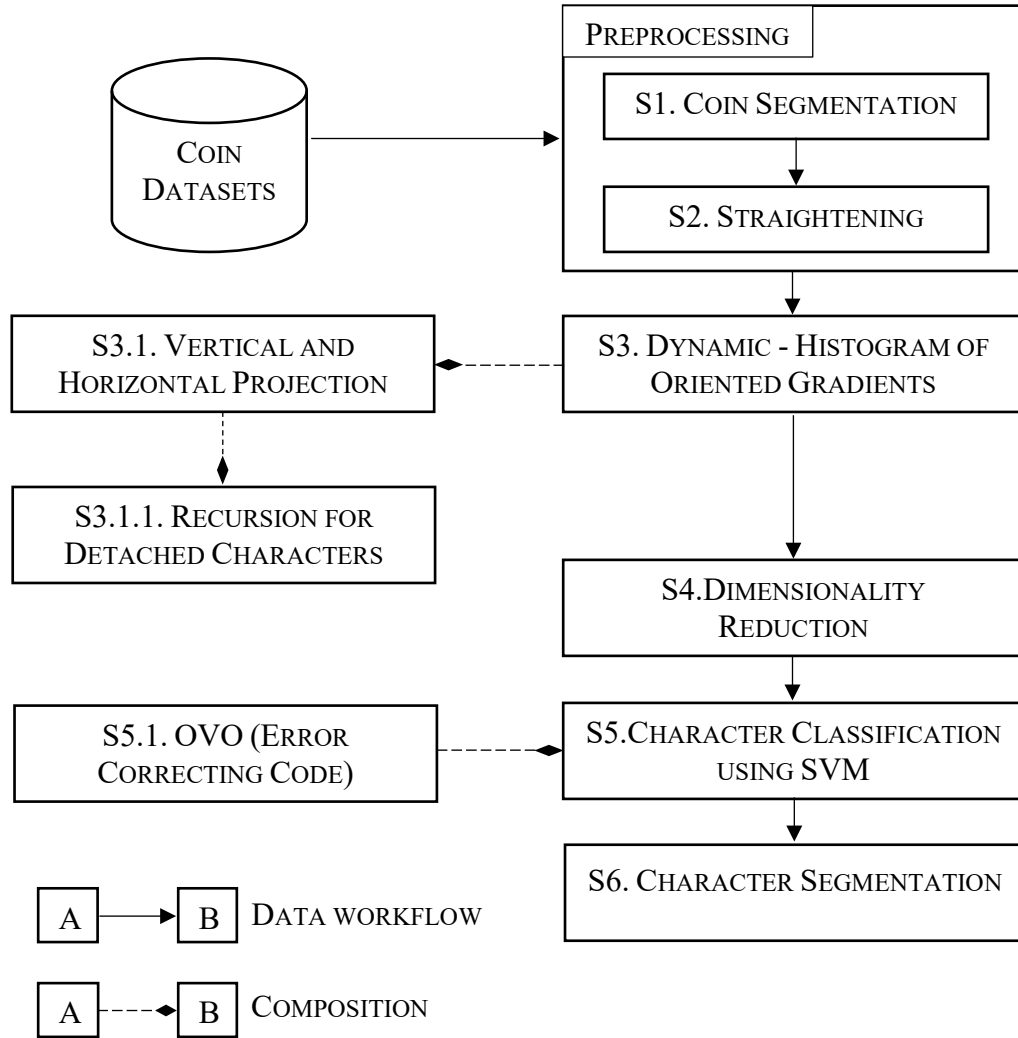 PREPROCESSING
S1. COIN SEGMENTATION
COIN
DATASETS
S2. STRAIGHTENING
S3.1. VERTICAL AND
HORIZONTAL PROJECTION
S3. DYNAMIC - HISTOGRAM OF
ORIENTED GRADIENTS
S3.1.1. RECURSION FOR
DETACHED CHARACTERS
S4.DIMENSIONALITY
REDUCTION
S5.1. OVO (ERROR
CORRECTING CODE)
S5.CHARACTER CLASSIFICATION
USING SVM
S6. CHARACTER SEGMENTATION
A B DATA WORKFLOW
A B COMPOSITION